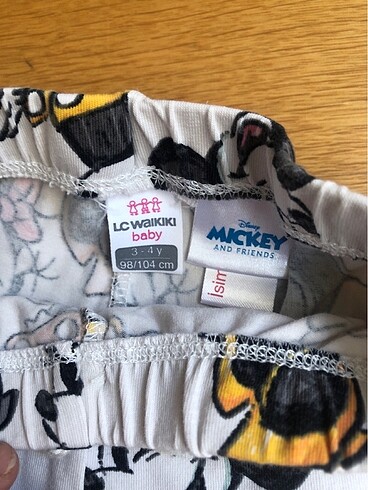 LC WAIKIKI
baby
3 - 4 y
98/104 cm
Disney
MICKEY
AND FRIENDS
İsim